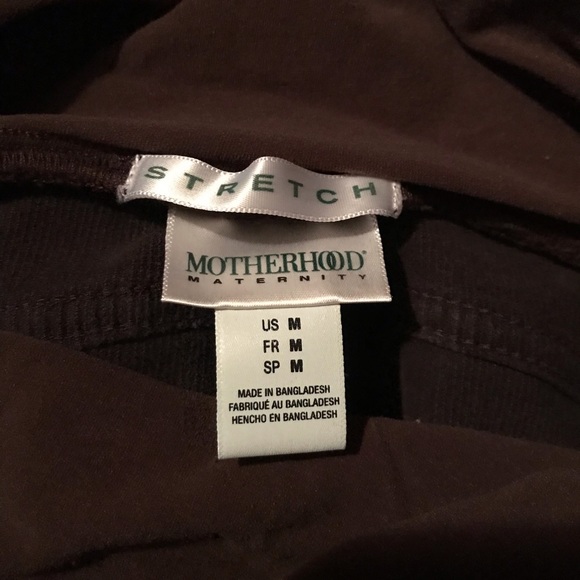 STRETCH
MOTHERHOOD®
MATERNITY
US M
FR M
SP M
MADE IN BANGLADESH
FABRIQUÉ AU BANGLADESH
HENCHO EN BANGLADESH